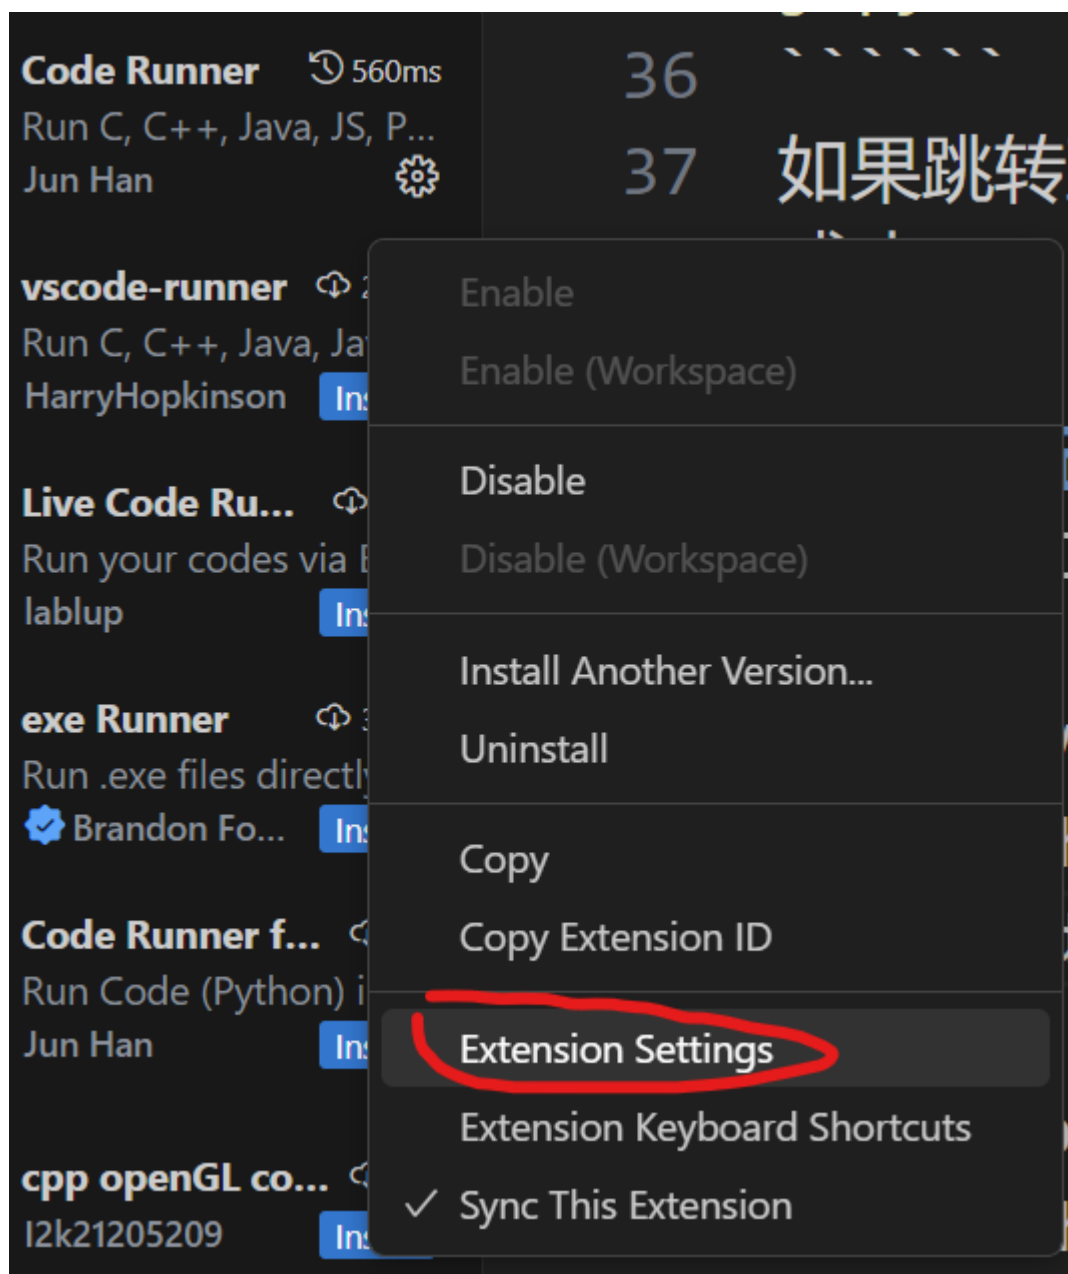 Code Runner 560ms
Run C, C++, Java, JS, P...
Jun Han
vscode-runner
Run C, C++, Java,
HarryHopkinson
Live Code Ru...
Run your codes via
lablup
exe Runner
Run .exe files directly
Brandon Fo...
Code Runner f...
Run Code (Python)
Jun Han
cpp openGL co...
l2k21205209
36 ``````
37 如果跳转
Enable
Enable (Workspace)
Disable
Disable (Workspace)
Install Another Version...
Uninstall
Copy
Copy Extension ID
Extension Settings
Extension Keyboard Shortcuts
Sync This Extension